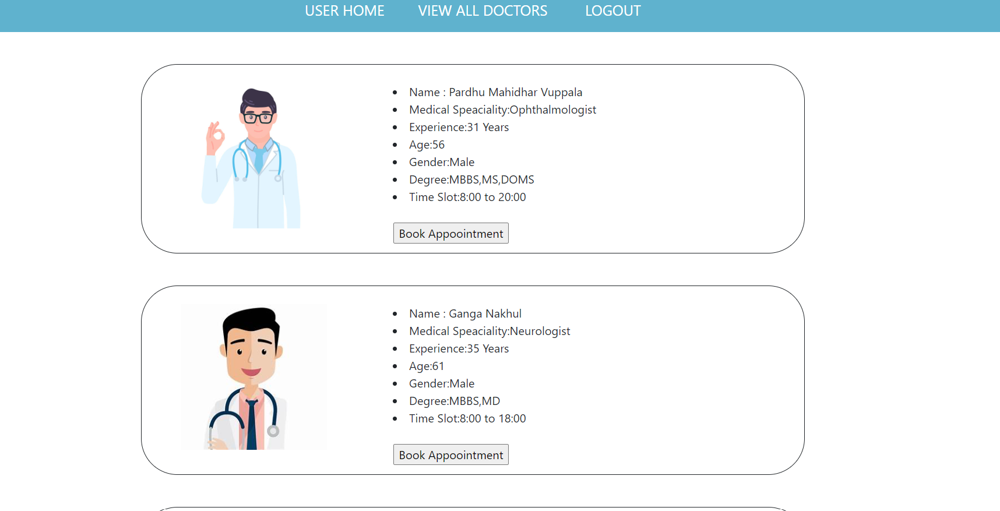 USER HOME VIEW ALL DOCTORS LOGOUT
Name : Pardhu Mahidhar Vuppala
Medical Speaciality:Ophthalmologist
Experience:31 Years
Age:56
Gender:Male
Degree:MBBS,MS,DOMS
Time Slot:8:00 to 20:00
Book Appoointment
Name : Ganga Nakhul
Medical Speaciality:Neurologist
Experience:35 Years
Age:61
Gender:Male
Degree:MBBS,MD
Time Slot:8:00 to 18:00
Book Appoointment